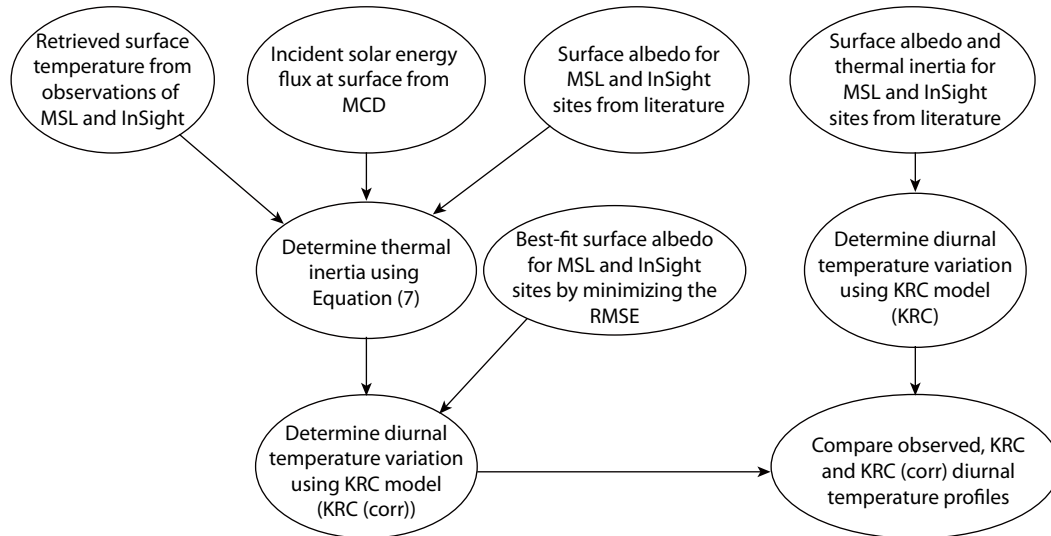 Retrieved surface
temperature from
observations of
MSL and InSight
Incident solar energy
flux at surface from
MCD
Surface albedo for
MSL and InSight
sites from literature
Surface albedo and
thermal inertia for
MSL and InSight
sites from literature
Determine thermal
inertia using
Equation (7)
Best-fit surface albedo
for MSL and InSight
sites by minimizing the
RMSE
Determine diurnal
temperature variation
using KRC model
(KRC)
Determine diurnal
temperature variation
using KRC model
(KRC (corr))
Compare observed, KRC
and KRC (corr) diurnal
temperature profiles